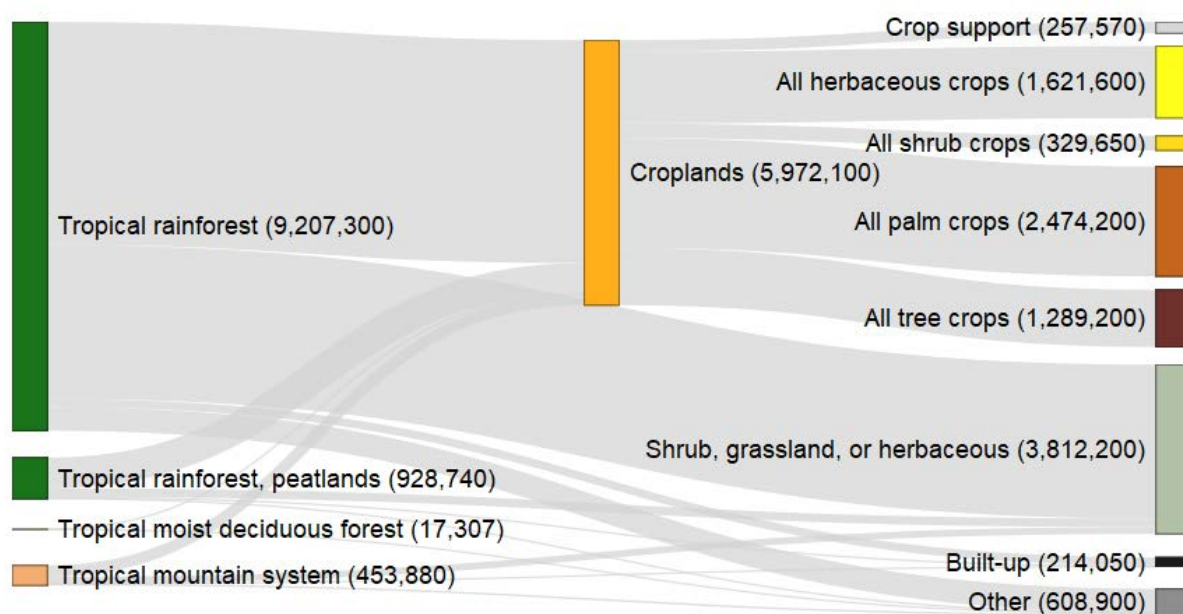 Tropical rainforest (9,207,300)
Tropical rainforest, peatlands (928,740)
Tropical moist deciduous forest (17,307)
Tropical mountain system (453,880)
Croplands (5,972,100)
Crop support (257,570)
All herbaceous crops (1,621,600)
All shrub crops (329,650)
All palm crops (2,474,200)
All tree crops (1,289,200)
Shrub, grassland, or herbaceous (3,812,200)
Built-up (214,050)
Other (608,900)